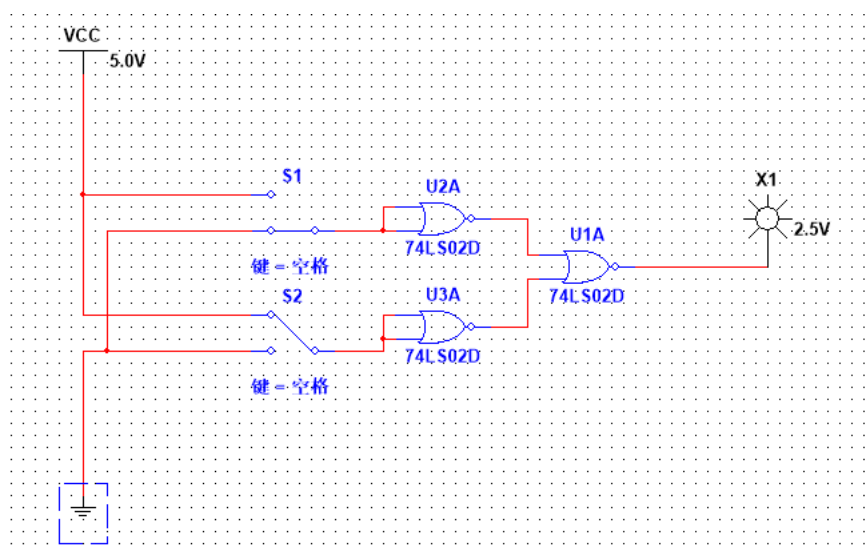 VCC
5.0V
S1
键 = 空格
U2A
74LS02D
X1
2.5V
U1A
74LS02D
S2
键 = 空格
U3A
74LS02D